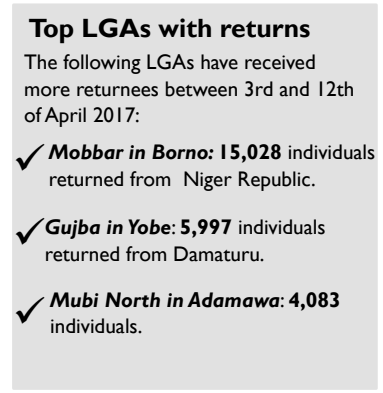 Top LGAs with returns
The following LGAs have received
more returnees between 3rd and 12th
of April 2017:
✓ Mobbar in Borno: 15,028 individuals
returned from Niger Republic.
✓ Gujba in Yobe: 5,997 individuals
returned from Damaturu.
✓ Mubi North in Adamawa: 4,083
individuals.